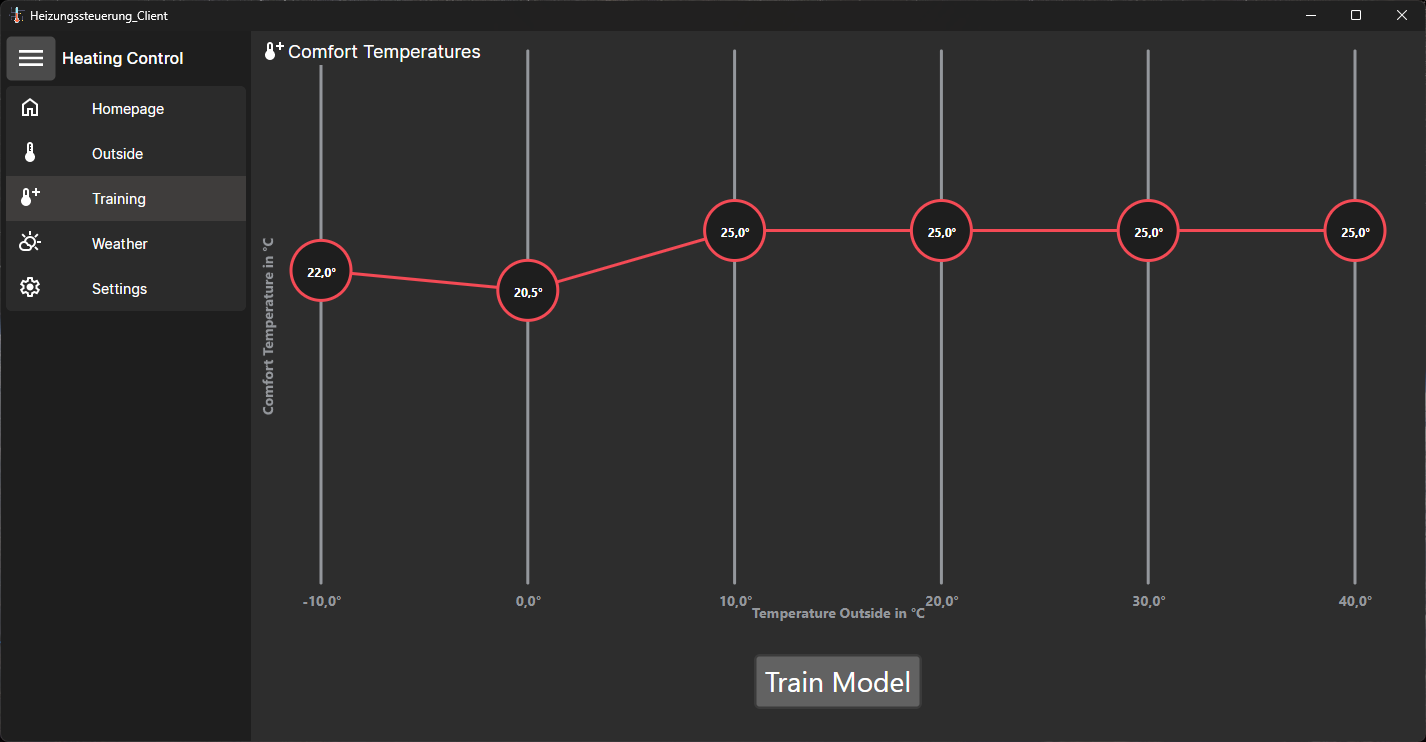 Heizungssteuerung_Client
Heating Control
Homepage
Outside
Training
Weather
Settings
Comfort Temperatures
Comfort Temperature in °C
22,0°
20,5°
25,0°
25,0°
25,0°
25,0°
-10,0°
0,0°
10,0°
20,0°
30,0°
40,0°
Temperature Outside in °C
Train Model